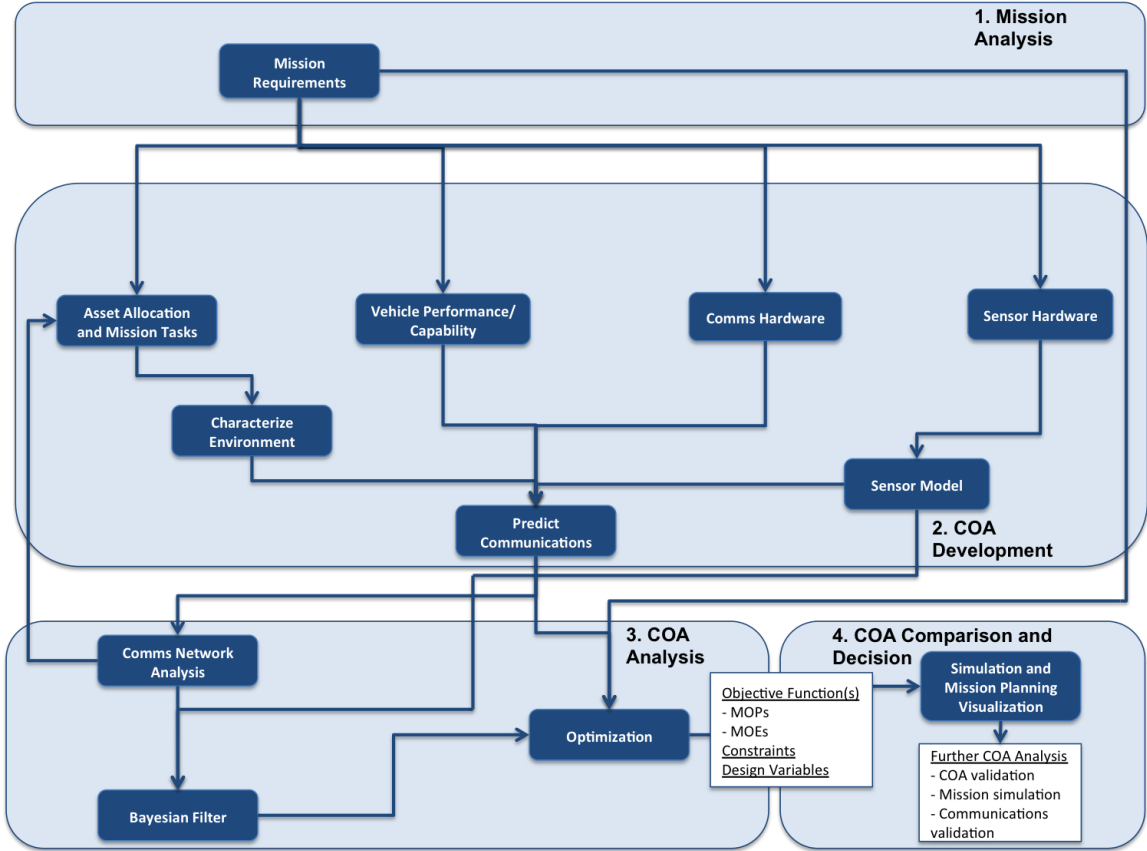 1. Mission
Analysis
Mission
Requirements
Asset Allocation
and Mission Tasks
Vehicle Performance/
Capability
Comms Hardware
Sensor Hardware
Characterize
Environment
Sensor Model
Predict
Communications
2. COA
Development
3. COA
Analysis
Comms Network
Analysis
Optimization
Bayesian Filter
Objective Function(s)
- MOPs
- MOEs
Constraints
Design Variables
4. COA Comparison and
Decision
Simulation and
Mission Planning
Visualization
Further COA Analysis
- COA validation
- Mission simulation
- Communications
validation